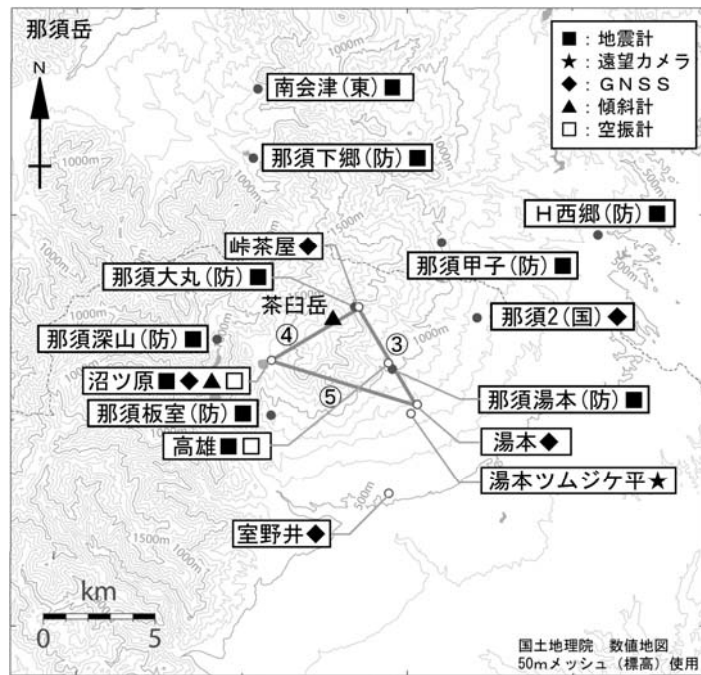 那須岳
N
■：地震計
★：遠望カメラ
◆：ＧＮＳＳ
▲：傾斜計
□：空振計
南会津(東)■
1000m
1000m
那須下郷(防)■
1500m
Ｈ西郷(防)■
峠茶屋◆
那須甲子(防)■
那須大丸(防)■
茶臼岳
1000m
那須2(国)◆
④
那須深山(防)■
③
沼ツ原■◆▲□
⑤
那須湯本(防)■
那須板室(防)■
湯本◆
高雄■□
湯本ツムジケ平★
500m
室野井◆
1500m
1000m
km
0 5
国土地理院 数値地図
50mメッシュ（標高）使用